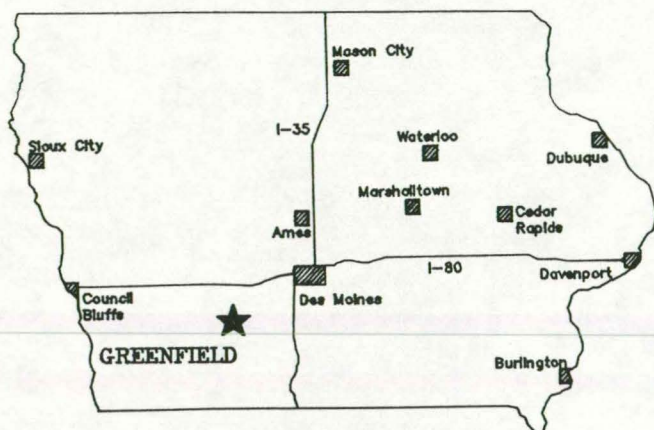 Mason City
I-35
Waterloo
Sioux City
Dubuque
Marshalltown
Ames
Cedar
Rapids
I-80
Davenport
Council
Bluffs
Des Moines
GREENFIELD
Burlington